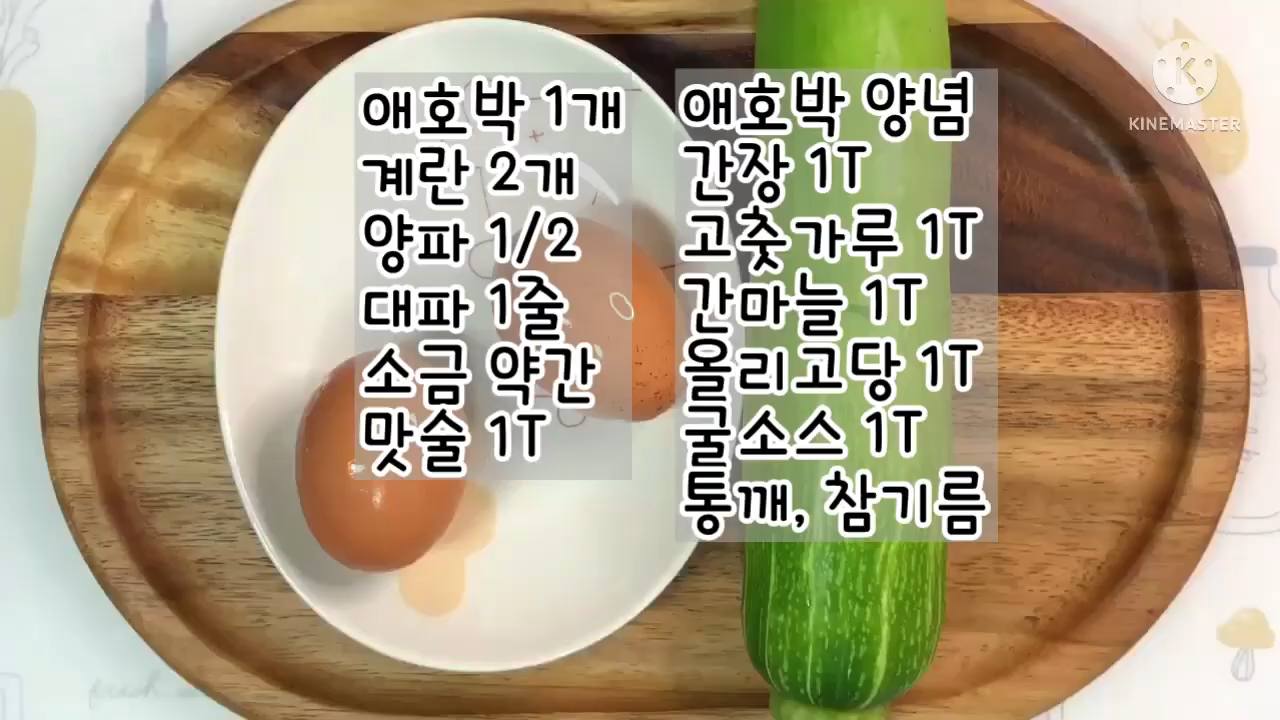 애호박 1개
계란 2개
양파 1/2
대파 1줄
소금 약간
맛술 1T
애호박 양념
간장 1T
고춧가루 1T
간마늘 1T
올리고당 1T
굴소스 1T
통깨, 참기름
KINEMASTER